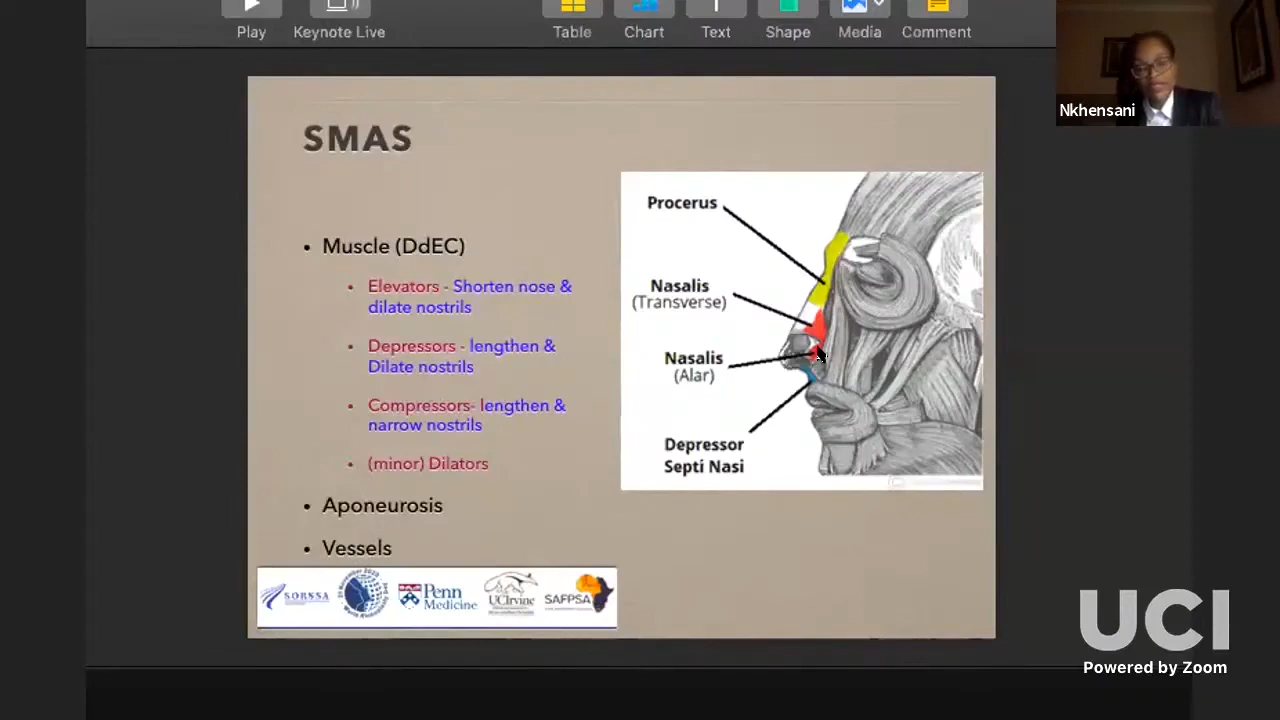 Play
Keynote Live
Table
Chart
Text
Shape
Media
Comment
Nkhensani
SMAS
• Muscle (DdEC)
• Elevators - Shorten nose &
dilate nostrils
• Depressors - lengthen &
Dilate nostrils
• Compressors- lengthen &
narrow nostrils
• (minor) Dilators
• Aponeurosis
• Vessels
Procerus
Nasalis
(Transverse)
Nasalis
(Alar)
Depressor
Septi Nasi
SORSSA
Penn
Medicine
UCIrvine
SAFPSA
UCI
Powered by Zoom